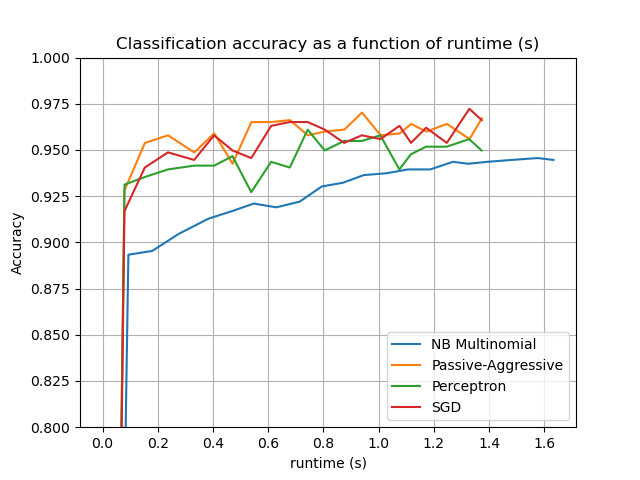 Classification accuracy as a function of runtime (s)
1.000
0.975
0.950
0.925
0.900
0.875
0.850
0.825
0.800
Accuracy
NB Multinomial
Passive-Aggressive
Perceptron
SGD
0.0 0.2 0.4 0.6 0.8 1.0 1.2 1.4 1.6
runtime (s)